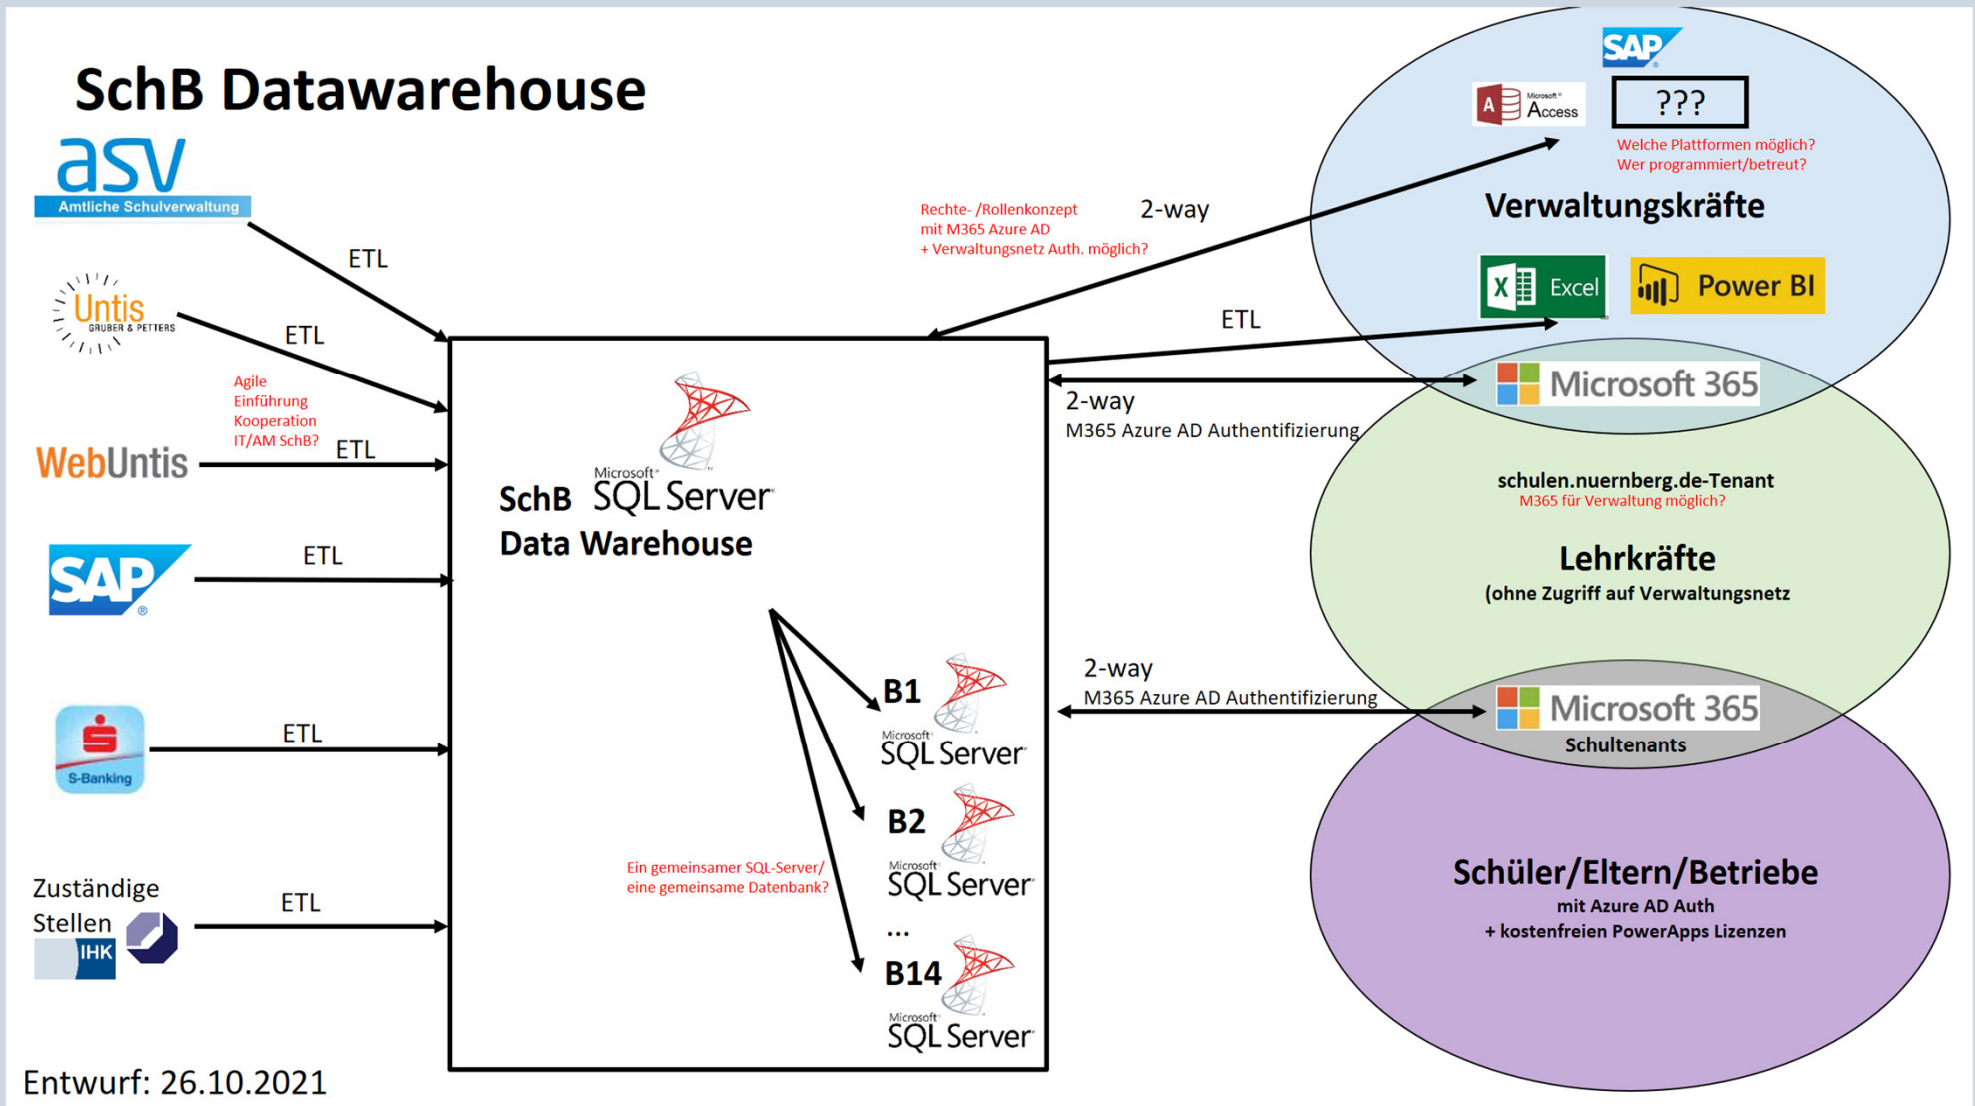 SchB Datawarehouse
asv
Amtliche Schulverwaltung
ETL
Untis
GRUBER & PETTERS
ETL
Agile
Einführung
Kooperation
IT/AM SchB?
WebUntis
ETL
SAP
®
ETL
S-Banking
ETL
Zuständige
Stellen
IHK
ETL
Entwurf: 26.10.2021
Microsoft®
SQL Server
SchB
Data Warehouse
B1
Microsoft®
SQL Server
B2
Microsoft®
SQL Server
...
B14
Microsoft®
SQL Server
Ein gemeinsamer SQL-Server/
eine gemeinsame Datenbank?
Rechte- /Rollenkonzept
mit M365 Azure AD
+ Verwaltungsnetz Auth. möglich?
2-way
ETL
2-way
M365 Azure AD Authentifizierung
2-way
M365 Azure AD Authentifizierung
SAP
®
A
Microsoft®
Access
???
Welche Plattformen möglich?
Wer programmiert/betreut?
Verwaltungskräfte
X Excel
Power BI
Microsoft 365
schulen.nuernberg.de-Tenant
M365 für Verwaltung möglich?
Lehrkräfte
(ohne Zugriff auf Verwaltungsnetz
Microsoft 365
Schultenants
Schüler/Eltern/Betriebe
mit Azure AD Auth
+ kostenfreien PowerApps Lizenzen